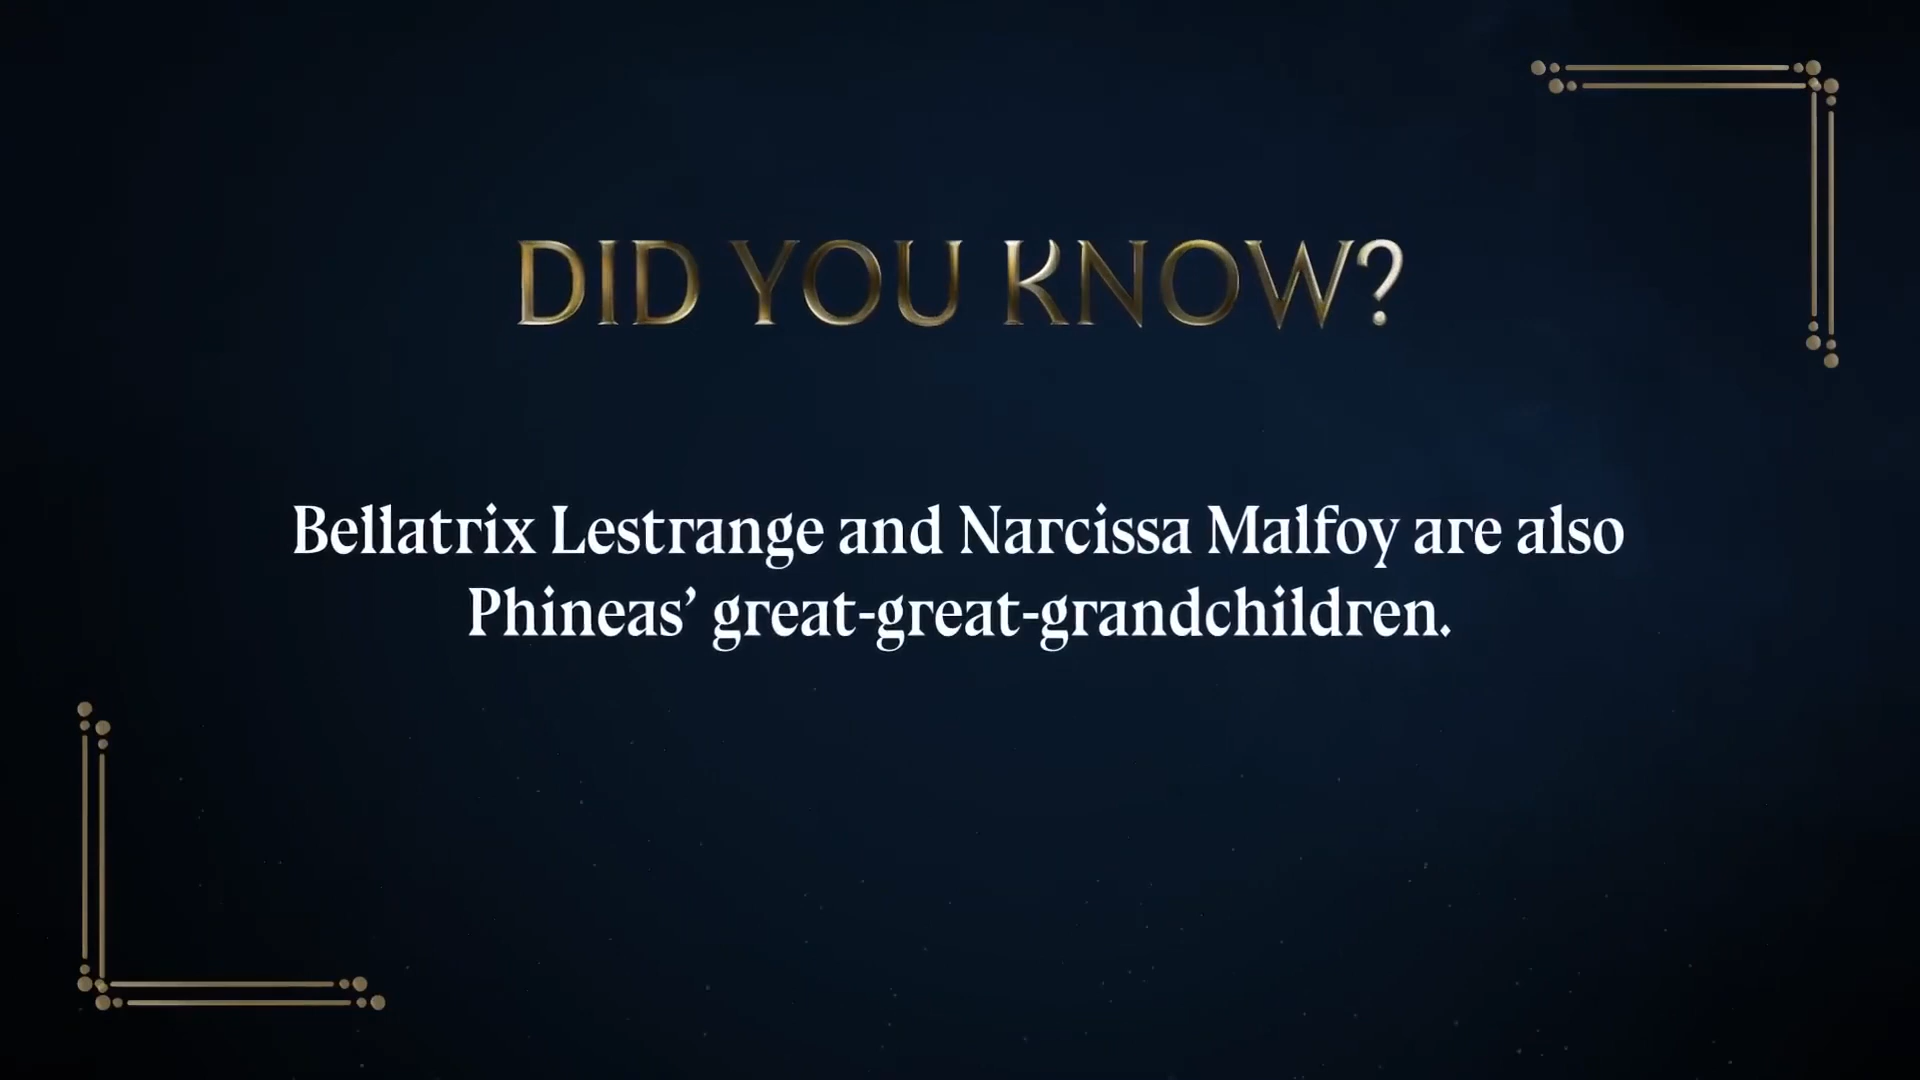 DID YOU KNOW?
Bellatrix Lestrange and Narcissa Malfoy are also
Phineas’ great-great-grandchildren.